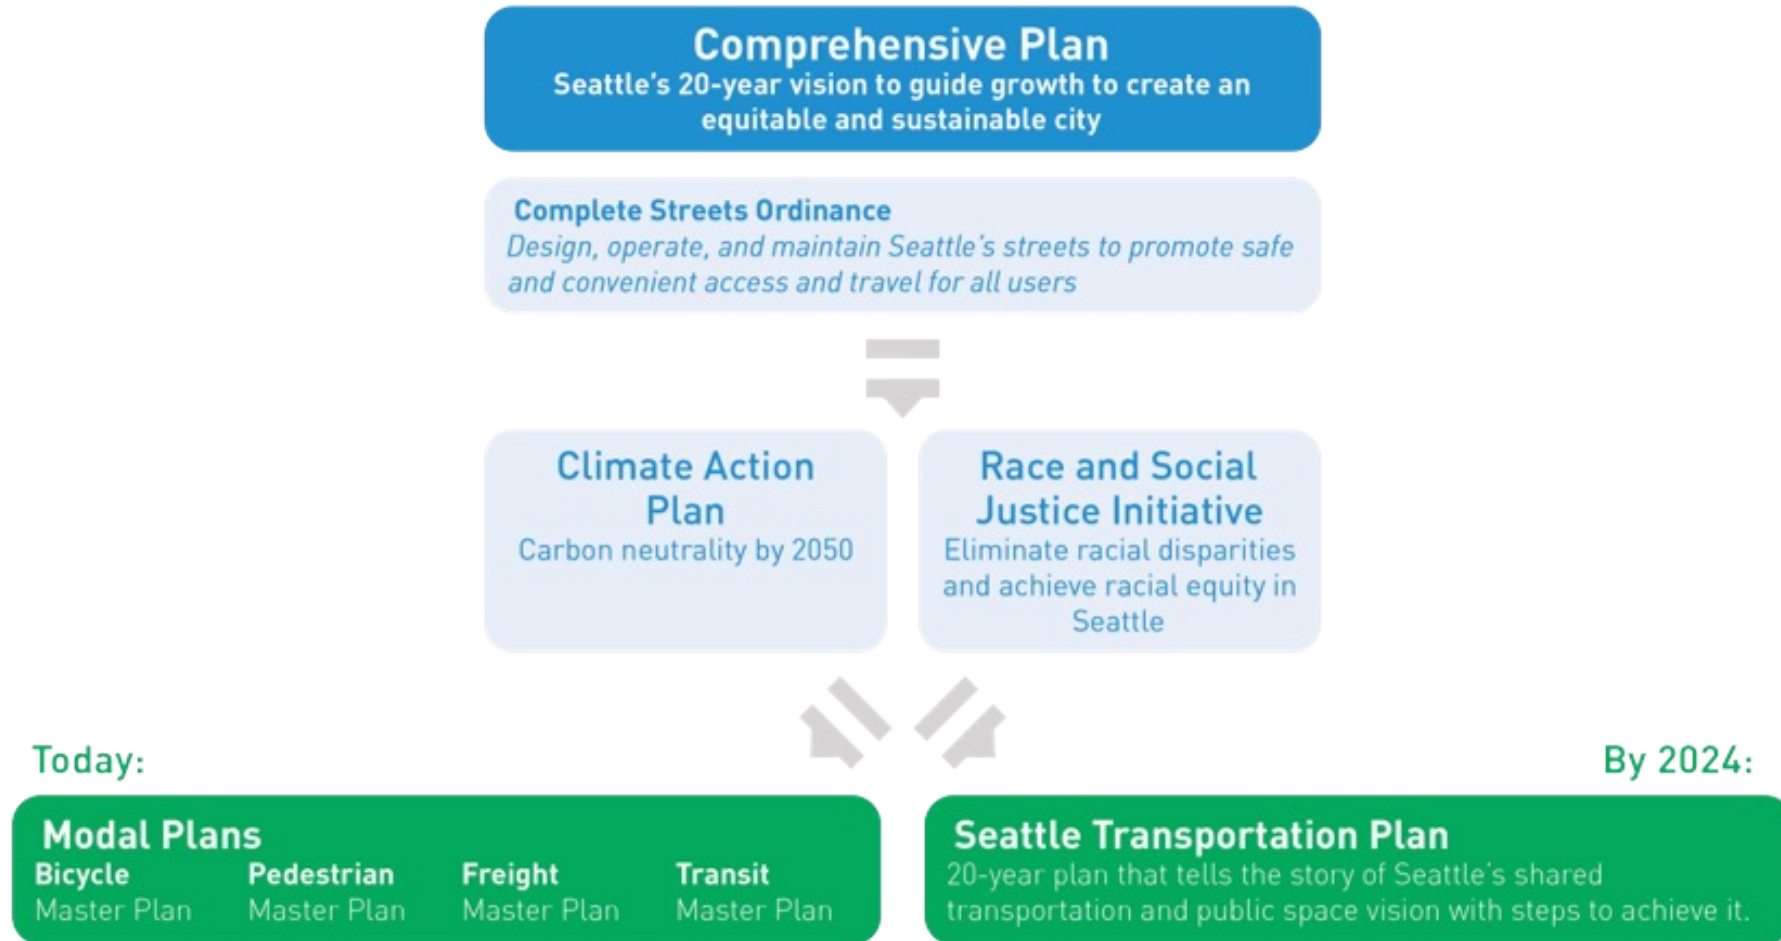 Comprehensive Plan
Seattle’s 20-year vision to guide growth to create an
equitable and sustainable city
Complete Streets Ordinance
Design, operate, and maintain Seattle’s streets to promote safe
and convenient access and travel for all users
Climate Action
Plan
Carbon neutrality by 2050
Race and Social
Justice Initiative
Eliminate racial disparities
and achieve racial equity in
Seattle
Today:
Modal Plans
Bicycle
Master Plan
Pedestrian
Master Plan
Freight
Master Plan
Transit
Master Plan
By 2024:
Seattle Transportation Plan
20-year plan that tells the story of Seattle’s shared
transportation and public space vision with steps to achieve it.